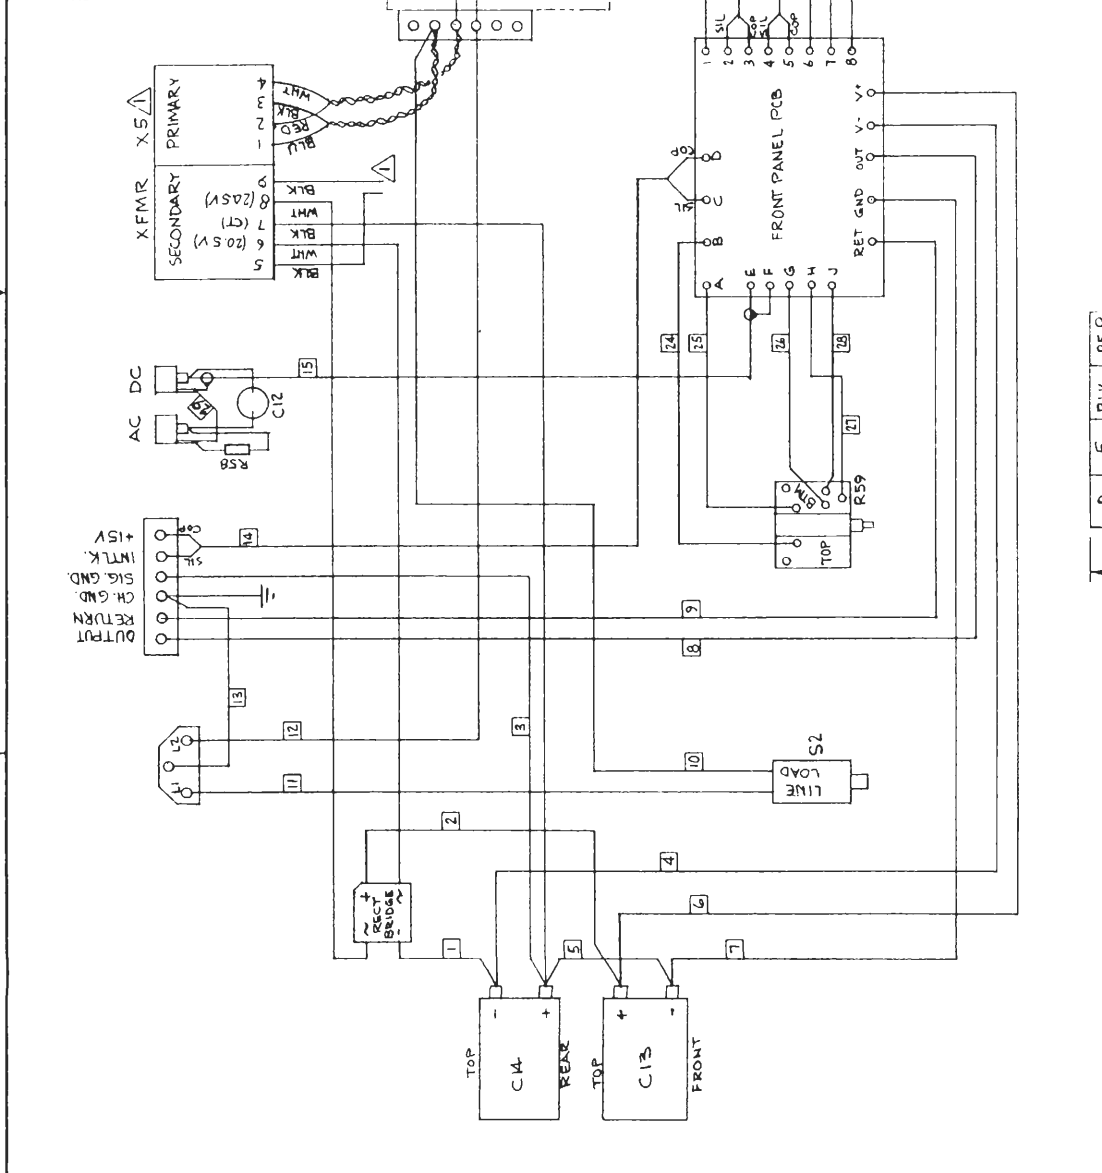 SIL
COP
SIL
COP
1
2
3
4
5
6
7
8
V+
V-
OUT
GND
RET
FRONT PANEL PCB
D
C
B
A
E
F
G
H
J
COP
SIL
X5
1
PRIMARY
4
3
2
1
WHT
BLK
RED
BLU
XFMR
SECONDARY
9
8 (20.5V)
7 (CT)
6 (20.5V)
5
BLK
WHT
BLK
WHT
BLK
1
24
25
26
28
27
15
DC
AC
29
C12
R58
R59
BTM
TOP
+15V
INTLK.
SIG. GND.
CH. GND.
RETURN
OUTPUT
COP
SIL
14
9
8
13
12
3
10
11
L2
L1
S2
LINE
LOAD
2
4
6
+
~
RECT
BRIDGE
-
~
1
5
7
-
+
+
-
TOP
C14
REAR
TOP
C13
FRONT